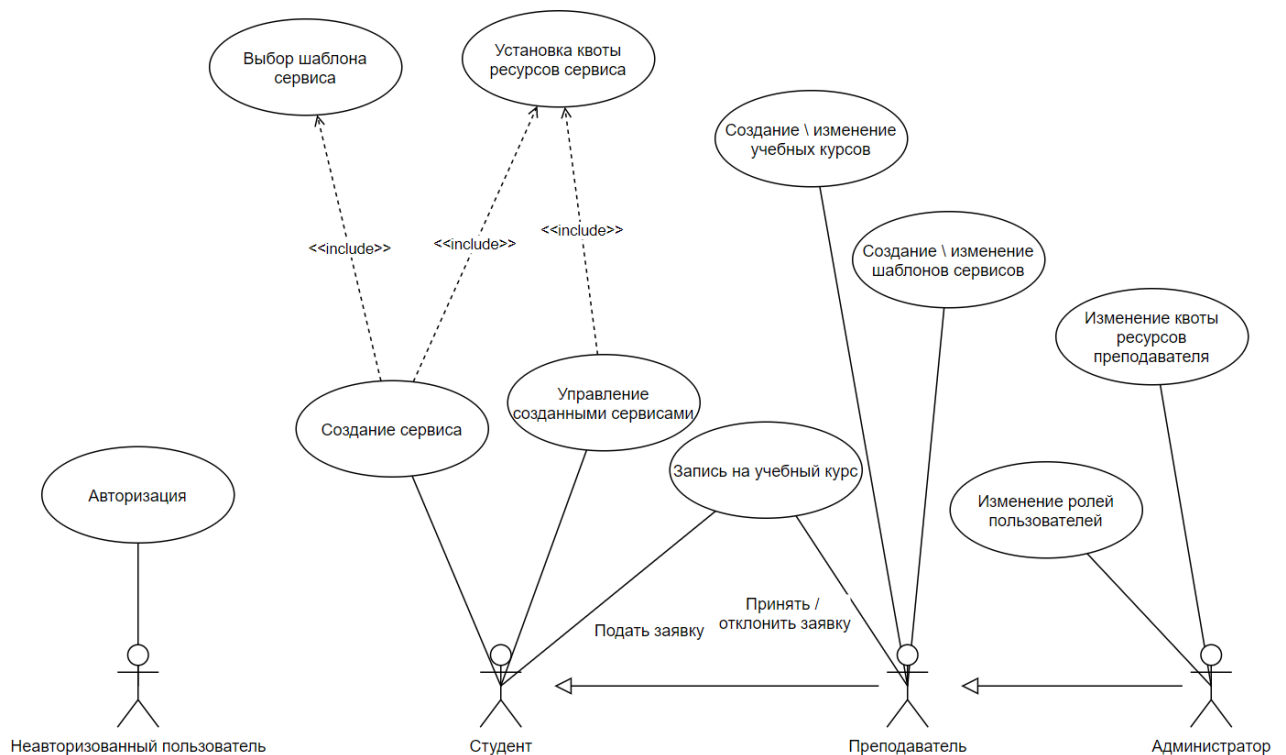 Выбор шаблона
сервиса
Установка квоты
ресурсов сервиса
Создание \ изменение
учебных курсов
<<include>>
<<include>>
<<include>>
Создание \ изменение
шаблонов сервисов
Изменение квоты
ресурсов
преподавателя
Создание сервиса
Управление
созданными сервисами
Запись на учебный курс
Авторизация
Изменение ролей
пользователей
Подать заявку
Принять /
отклонить заявку
Неавторизованный пользователь
Студент
Преподаватель
Администратор